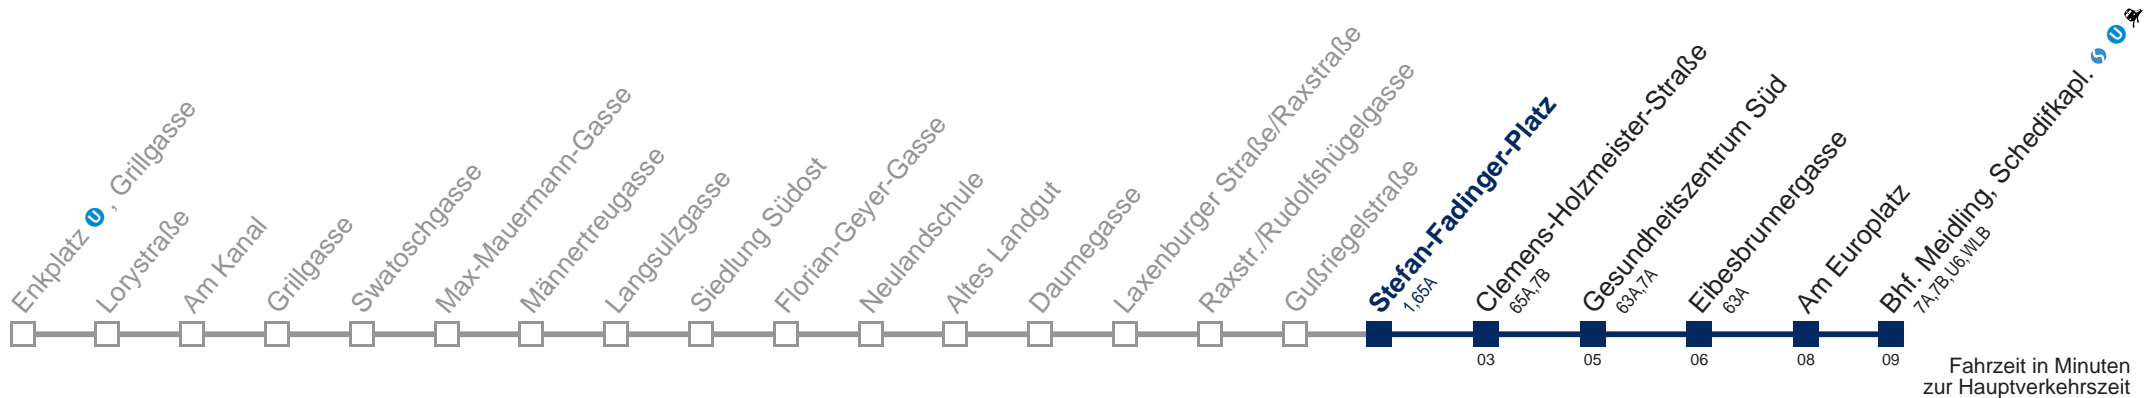 Enkplatz U , Grillgasse
Lorystraße
Am Kanal
Grillgasse
Swatoschgasse
Max-Mauermann-Gasse
Männertreugasse
Langsulzgasse
Siedlung Südost
Florian-Geyer-Gasse
Neulandschule
Altes Landgut
Daumegasse
Laxenburger Straße/Raxstraße
Raxstr./Rudolfshügelgasse
Gußriegelstraße
Stefan-Fadinger-Platz
1,65A
Clemens-Holzmeister-Straße
65A,7B
Gesundheitszentrum Süd
63A,7A
Eibesbrunnergasse
63A
Am Europlatz
Bhf. Meidling, Schedifkapl. S U
7A,7B,U6,WLB
03
05
06
08
09
Fahrzeit in Minuten
zur Hauptverkehrszeit